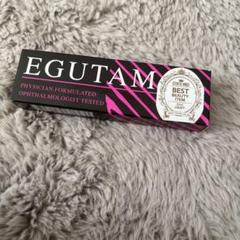 EGUTAM
PHYSICIAN FORMULATED
OPHTHALMOLOGIST TESTED
BEST
BEAUTY
ITEM